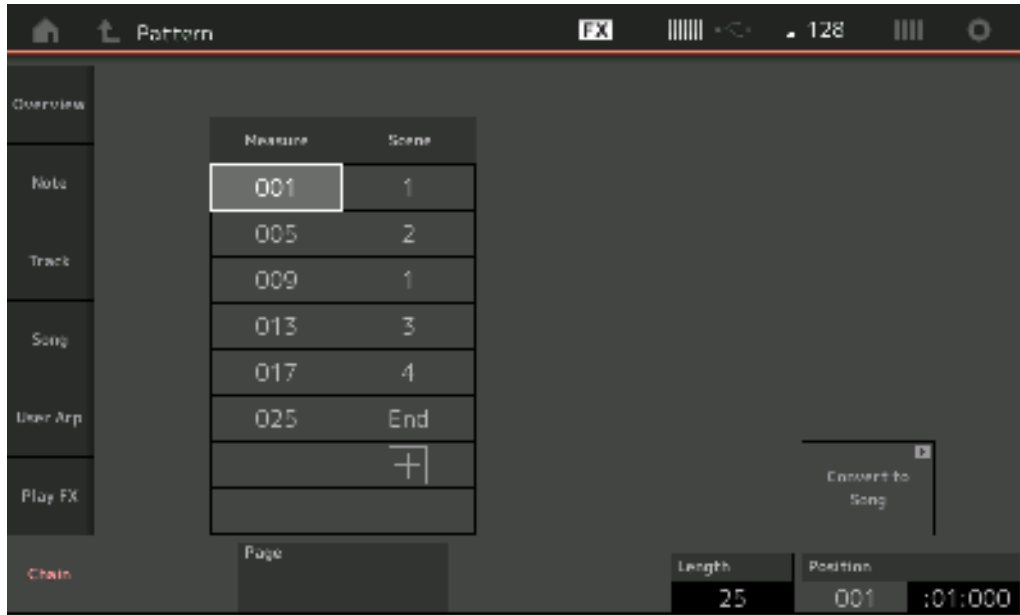 Pattern FX 128
Overview
Note
Track
Song
User Arp
Play FX
Chain
Measure Scene
001 1
005 2
009 1
013 3
017 4
025 End
+
Page
Convert to
Song
Length
25
Position
001 :01:000